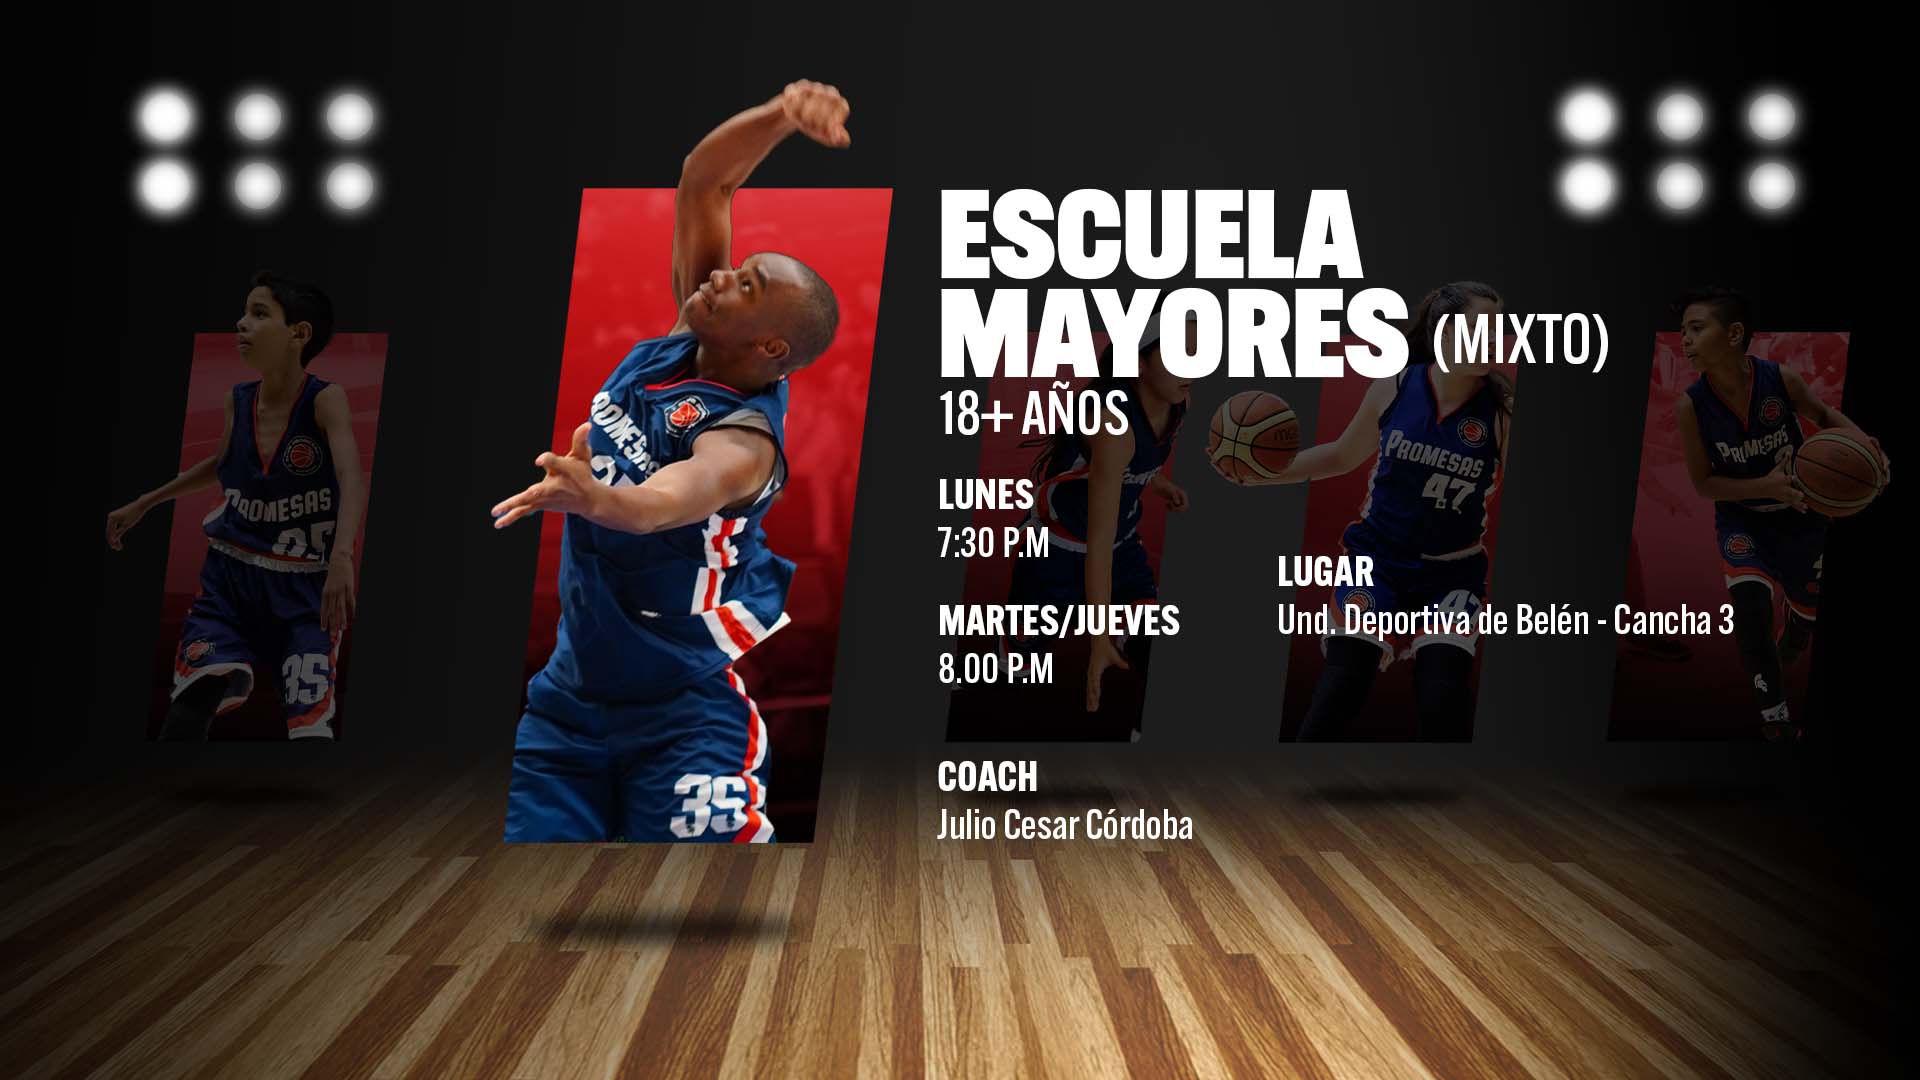 ESCUELA
MAYORES (MIXTO)
18+ AÑOS
LUNES
7:30 P.M
MARTES/JUEVES
8.00 P.M
LUGAR
Und. Deportiva de Belén - Cancha 3
COACH
Julio Cesar Córdoba
PROMESAS
35
PROMESAS
35
PROMESAS
47
47
PROMESAS